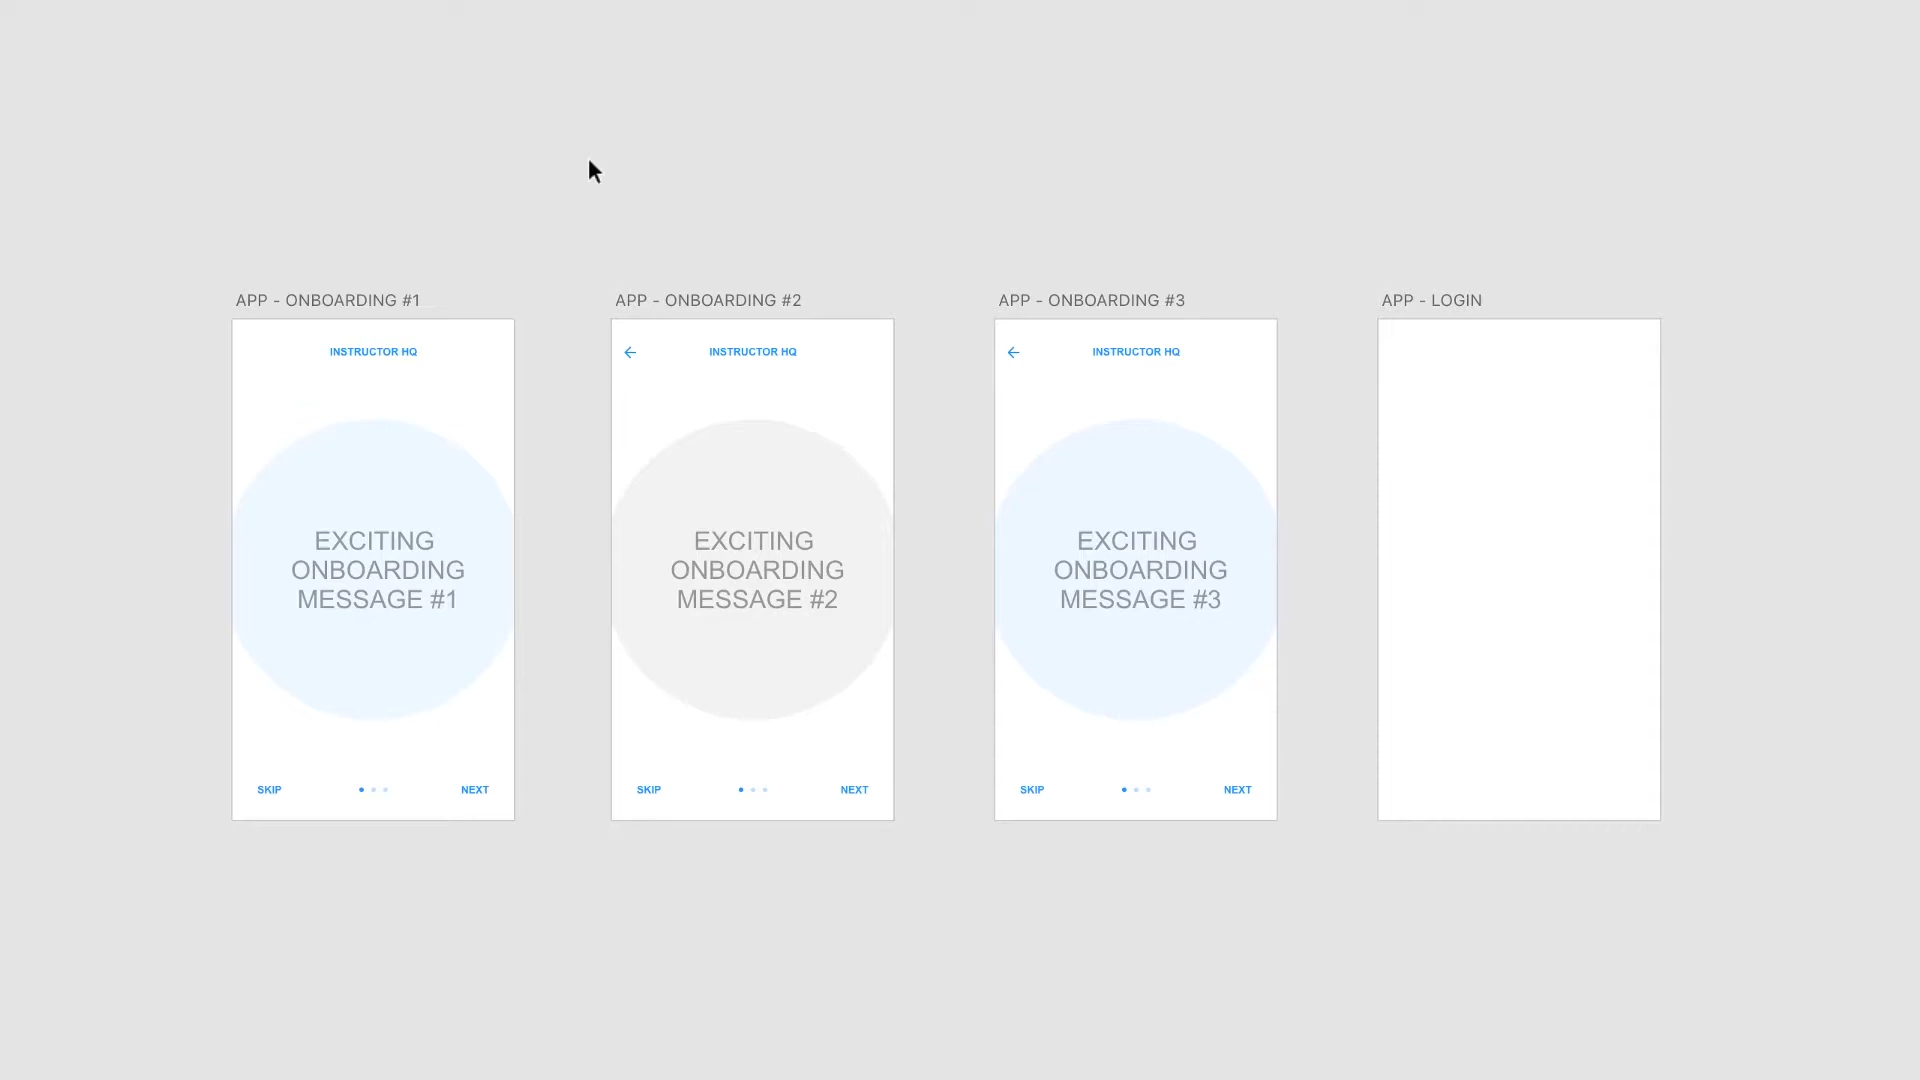 APP - ONBOARDING #1
INSTRUCTOR HQ
EXCITING
ONBOARDING
MESSAGE #1
SKIP
NEXT
APP - ONBOARDING #2
INSTRUCTOR HQ
EXCITING
ONBOARDING
MESSAGE #2
SKIP
NEXT
APP - ONBOARDING #3
INSTRUCTOR HQ
EXCITING
ONBOARDING
MESSAGE #3
SKIP
NEXT
APP - LOGIN